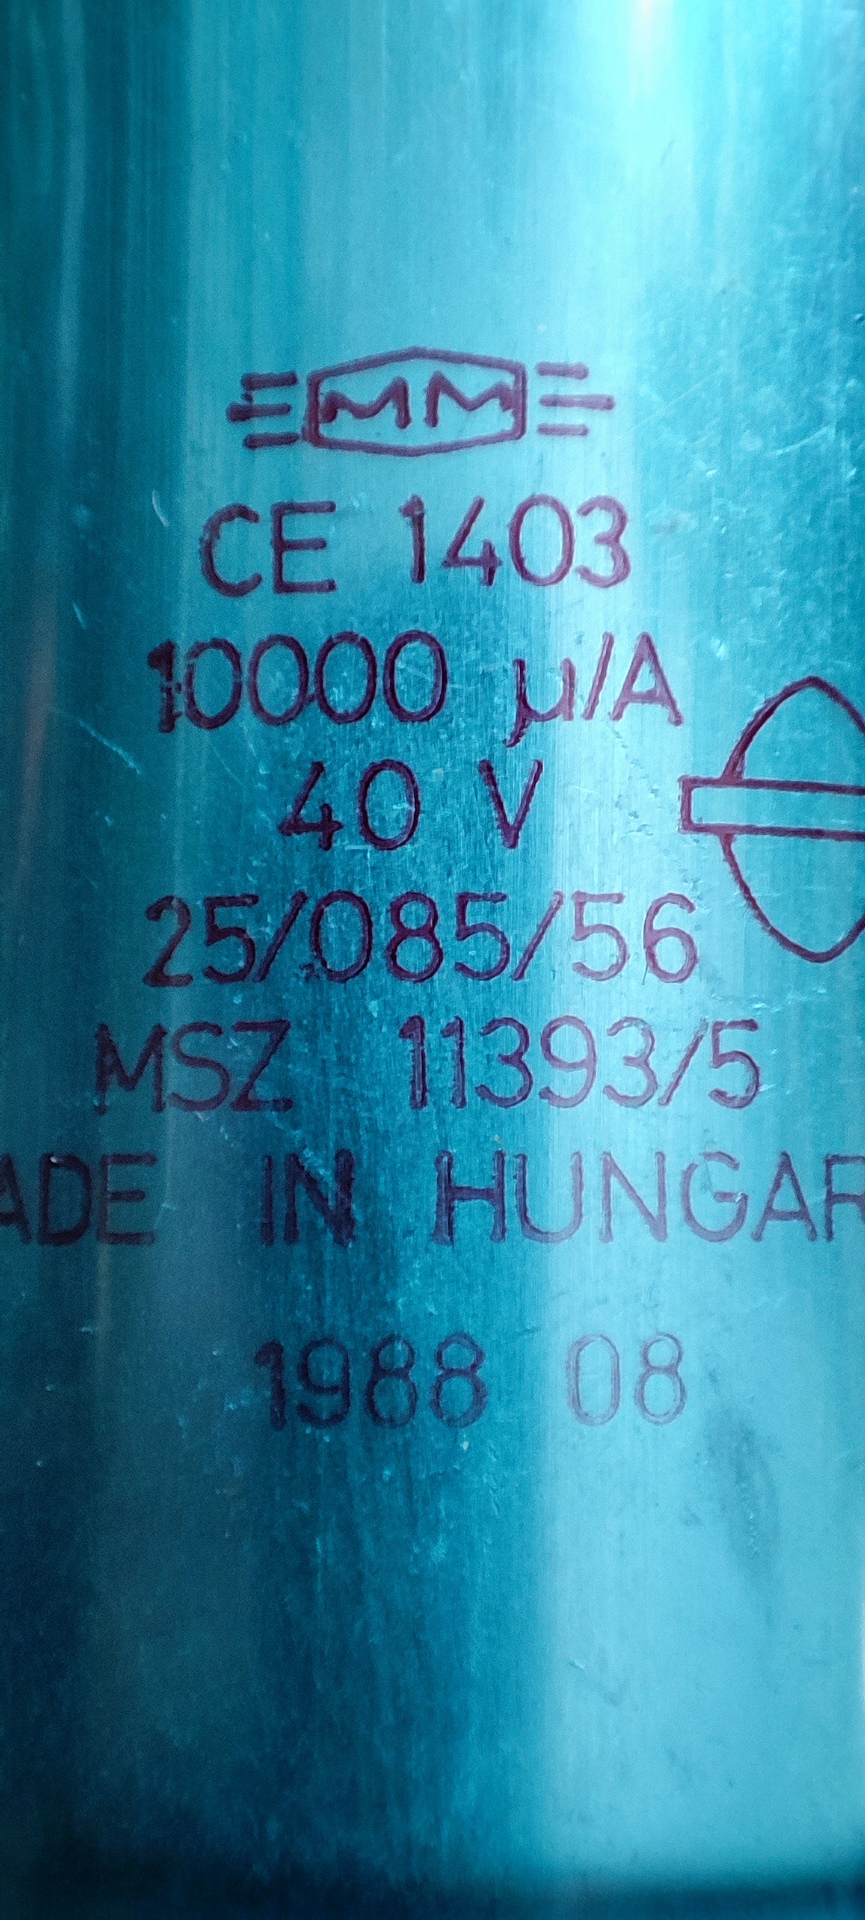 MM
CE 1403
10000 µ/A
40 V
25/085/56
MSZ 11393/5
ADE IN HUNGAR
1988 08